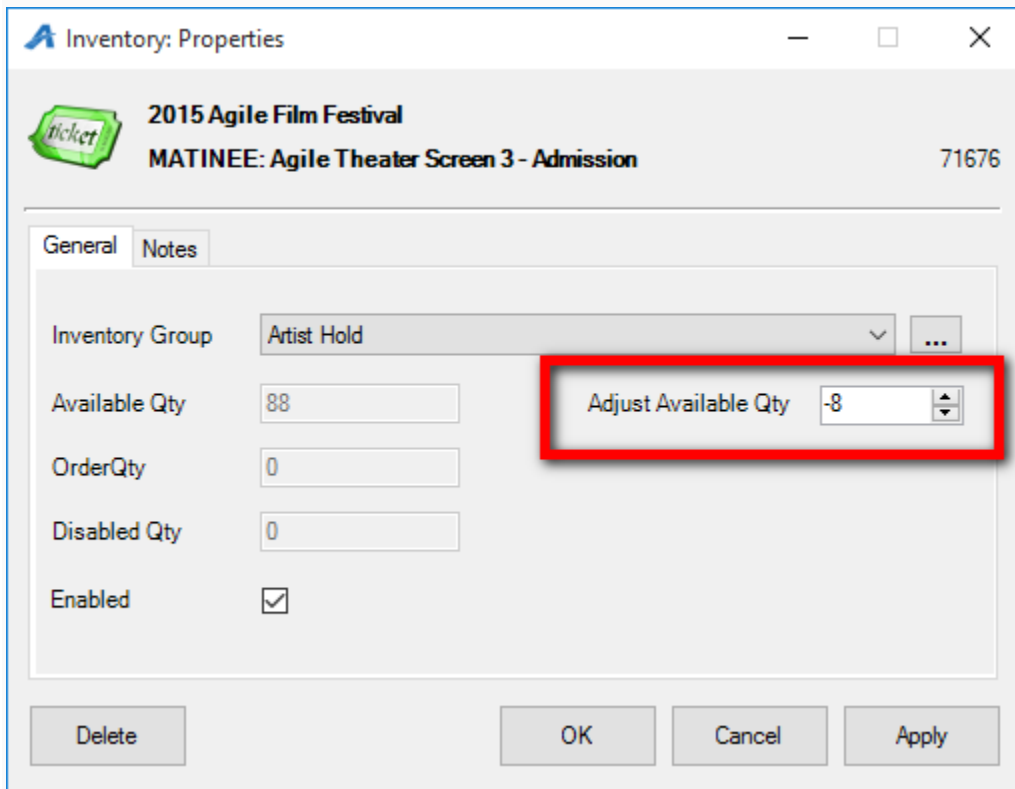 Inventory: Properties
ticket
2015 Agile Film Festival
MATINEE: Agile Theater Screen 3 - Admission 71676
General Notes
Inventory Group Artist Hold ...
Available Qty 88 Adjust Available Qty -8
OrderQty 0
Disabled Qty 0
Enabled
Delete OK Cancel Apply